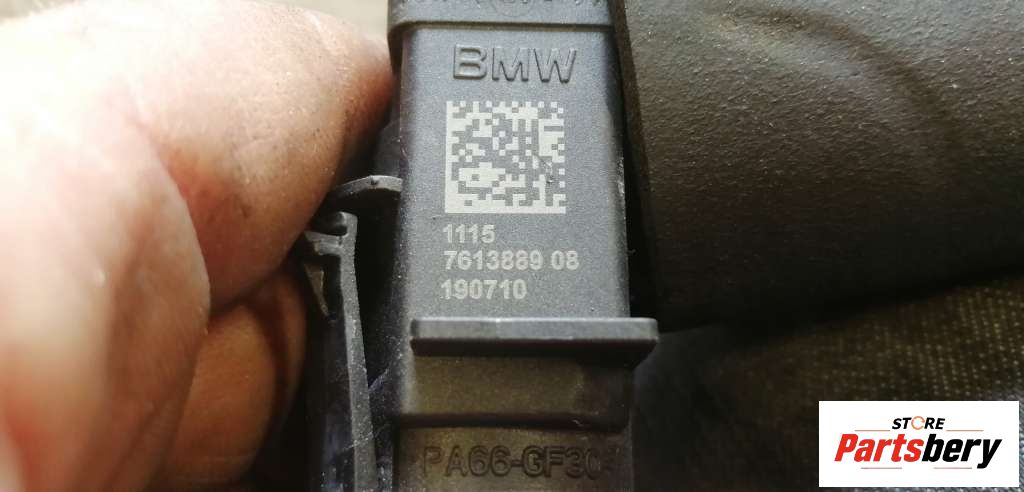 BMW
1115
7613889 08
190710
PA66-GF30
STORE
Partsbery